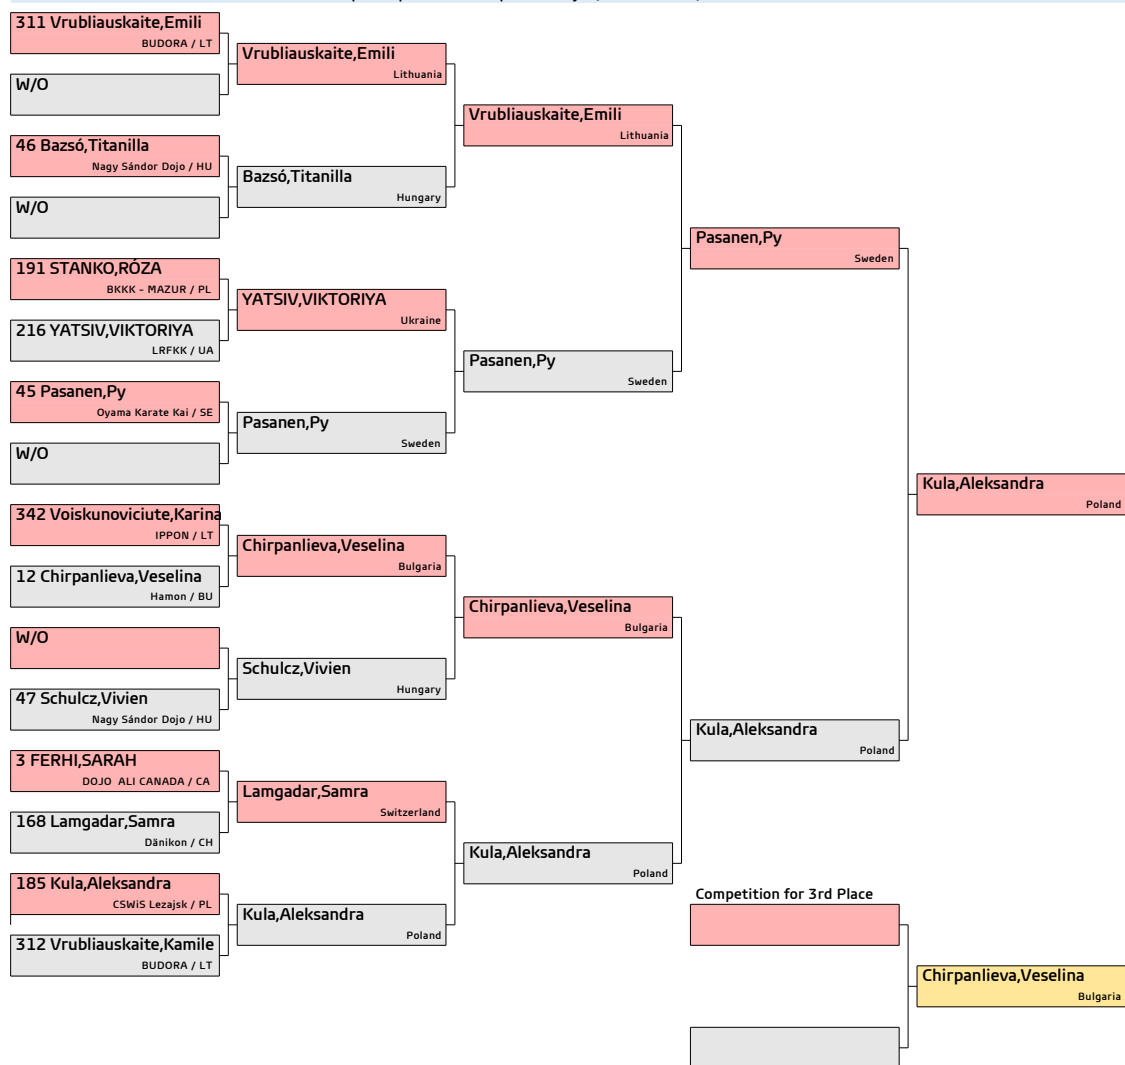 311 Vrubliauskaite,Emili
BUDORA / LT
W/O
46 Bazsó,Titanilla
Nagy Sándor Dojo / HU
W/O
191 STANKO,RÓZA
BKKK - MAZUR / PL
216 YATSIV,VIKTORIYA
LRFKK / UA
45 Pasanen,Py
Oyama Karate Kai / SE
W/O
342 Voiskunoviciute,Karina
IPPON / LT
12 Chirpanlieva,Veselina
Hamon / BU
W/O
47 Schulcz,Vivien
Nagy Sándor Dojo / HU
3 FERHI,SARAH
DOJO ALI CANADA / CA
168 Lamgadar,Samra
Dänikon / CH
185 Kula,Aleksandra
CSWiS Lezajsk / PL
312 Vrubliauskaite,Kamile
BUDORA / LT
Vrubliauskaite,Emili
Lithuania
Bazsó,Titanilla
Hungary
YATSIV,VIKTORIYA
Ukraine
Pasanen,Py
Sweden
Chirpanlieva,Veselina
Bulgaria
Schulcz,Vivien
Hungary
Lamgadar,Samra
Switzerland
Kula,Aleksandra
Poland
Vrubliauskaite,Emili
Lithuania
Pasanen,Py
Sweden
Chirpanlieva,Veselina
Bulgaria
Kula,Aleksandra
Poland
Pasanen,Py
Sweden
Kula,Aleksandra
Poland
Kula,Aleksandra
Poland
Competition for 3rd Place
Chirpanlieva,Veselina
Bulgaria